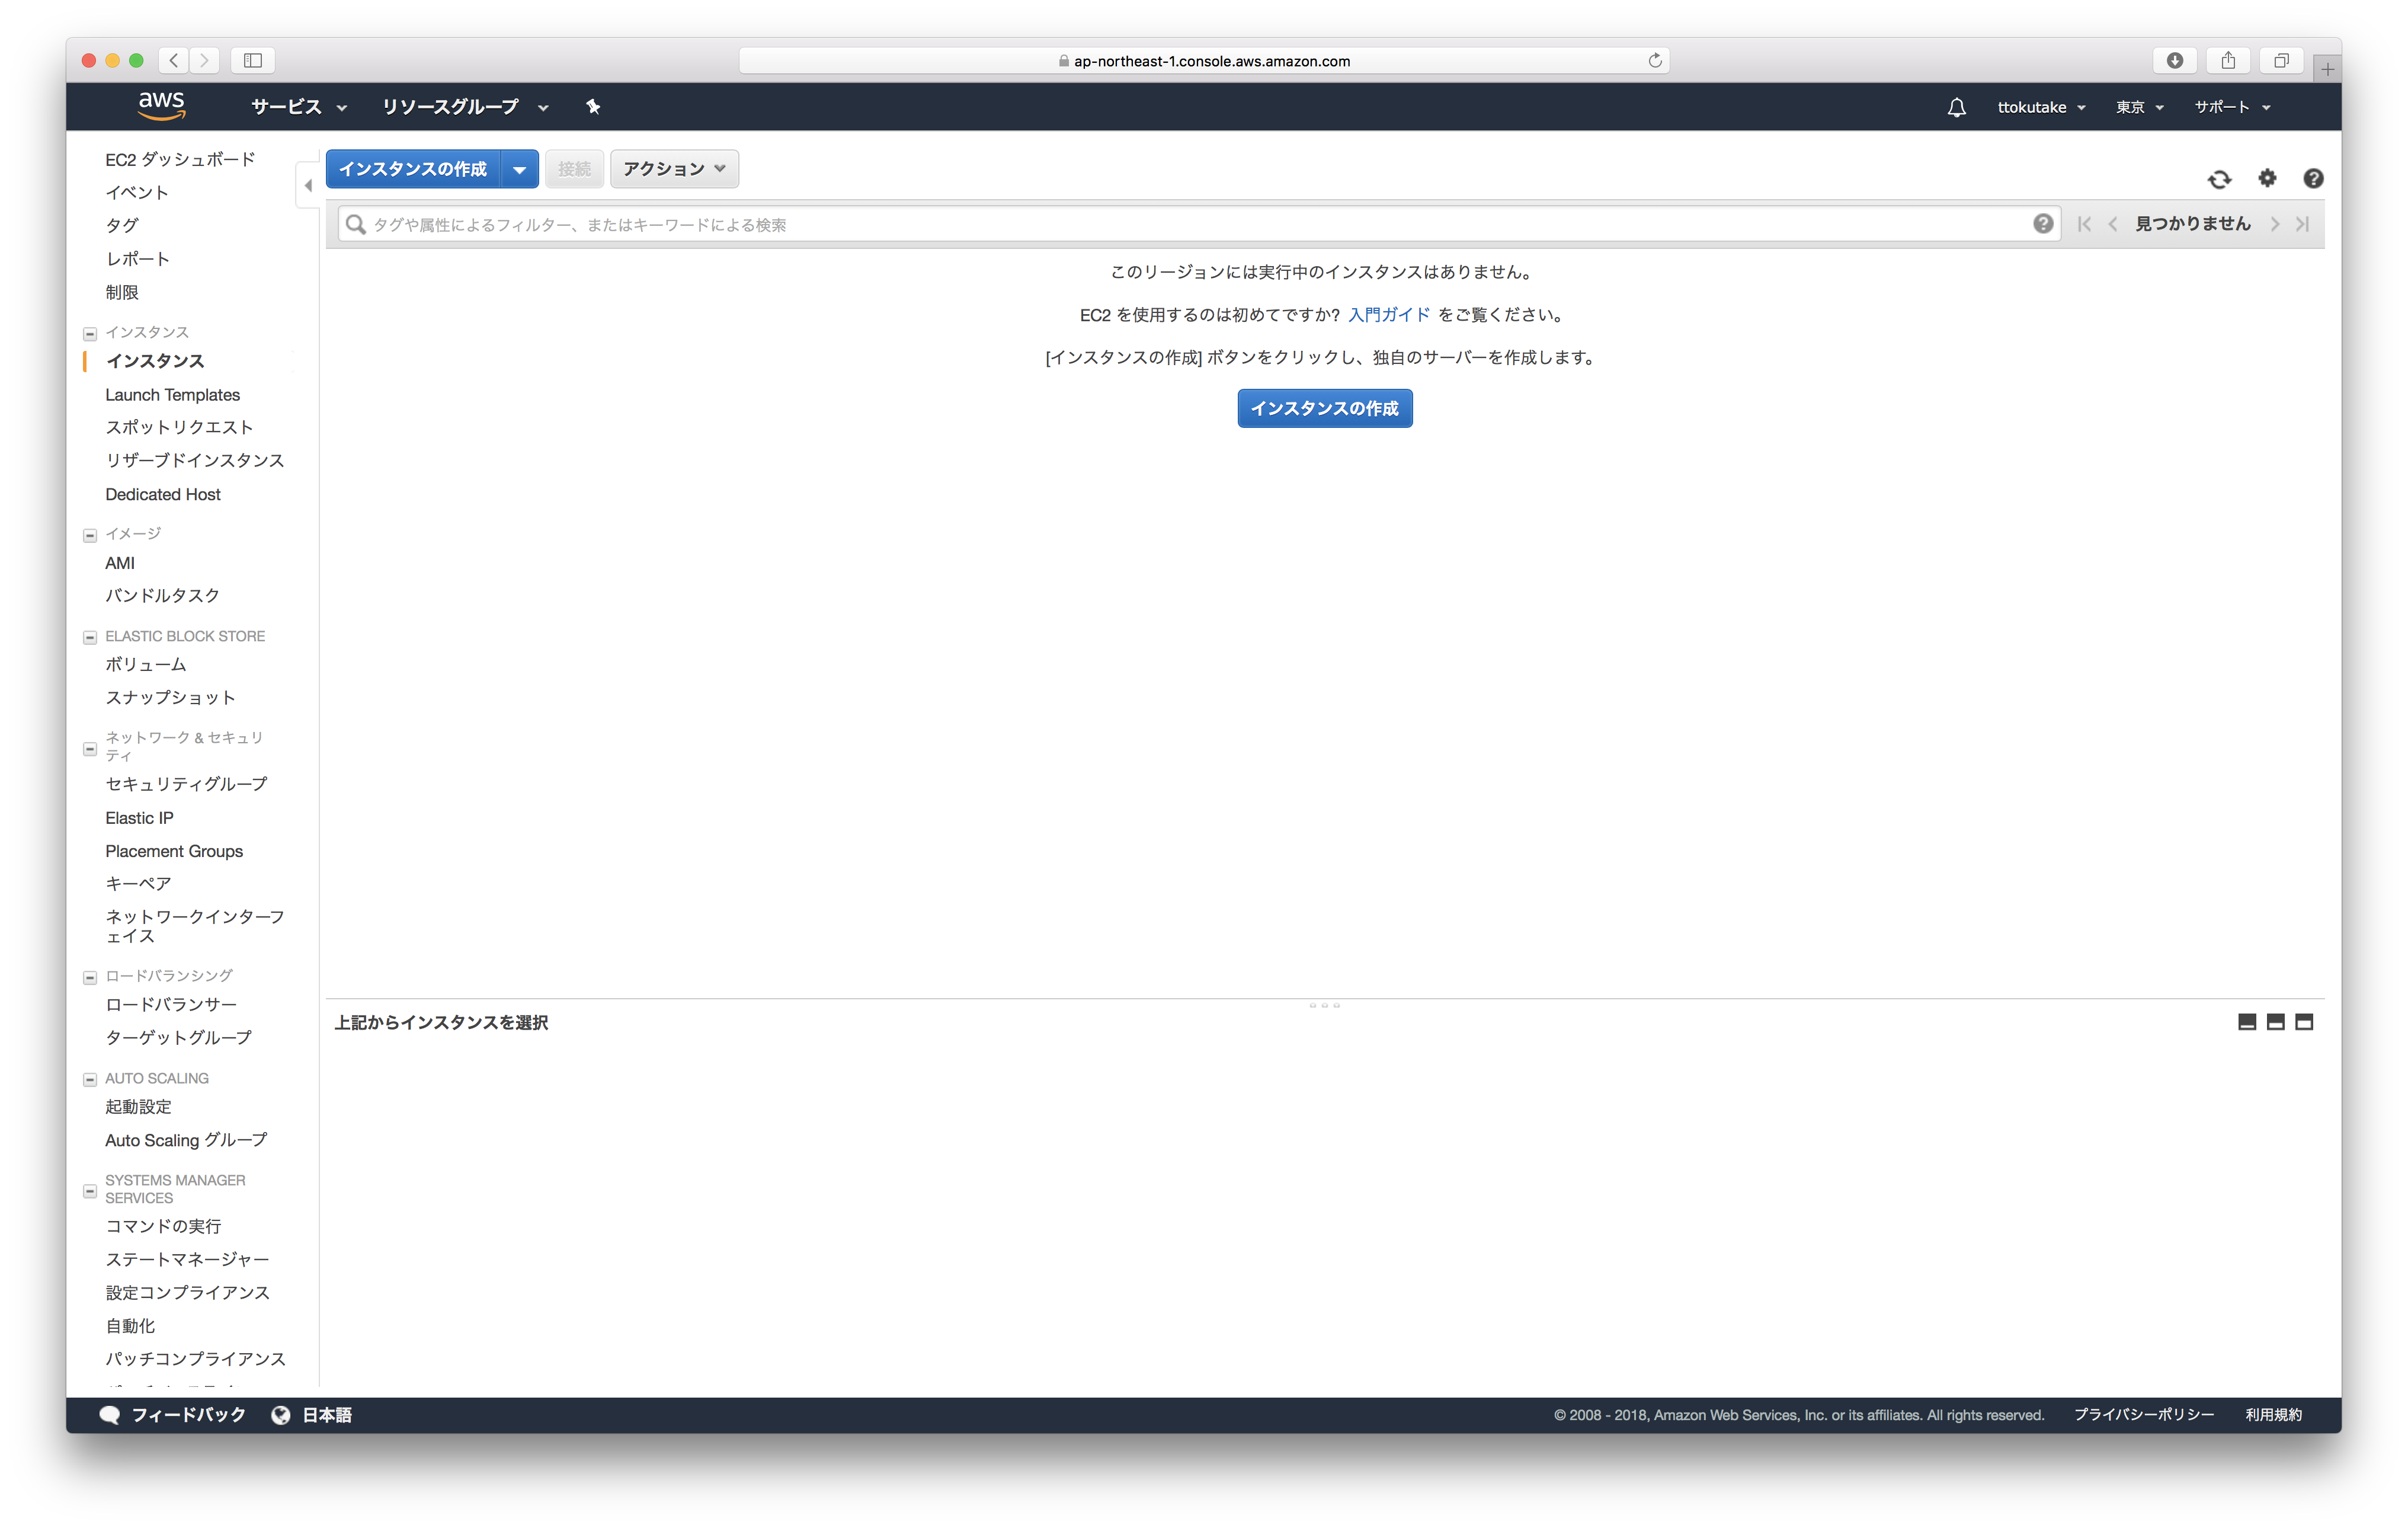 ap-northeast-1.console.aws.amazon.com
aws サービス リソースグループ ttokutake 東京 サポート
EC2 ダッシュボード
イベント
タグ
レポート
制限
インスタンス
インスタンス
Launch Templates
スポットリクエスト
リザーブドインスタンス
Dedicated Host
イメージ
AMI
バンドルタスク
ELASTIC BLOCK STORE
ボリューム
スナップショット
ネットワーク & セキュリ
ティ
セキュリティグループ
Elastic IP
Placement Groups
キーペア
ネットワークインターフ
ェイス
ロードバランシング
ロードバランサー
ターゲットグループ
AUTO SCALING
起動設定
Auto Scaling グループ
SYSTEMS MANAGER
SERVICES
コマンドの実行
ステートマネージャー
設定コンプライアンス
自動化
パッチコンプライアンス
インスタンスの作成 接続 アクション
タグや属性によるフィルター、またはキーワードによる検索 見つかりません
このリージョンには実行中のインスタンスはありません。
EC2 を使用するのは初めてですか? 入門ガイド をご覧ください。
[インスタンスの作成] ボタンをクリックし、独自のサーバーを作成します。
インスタンスの作成
上記からインスタンスを選択
フィードバック 日本語 © 2008 - 2018, Amazon Web Services, Inc. or its affiliates. All rights reserved. プライバシーポリシー 利用規約